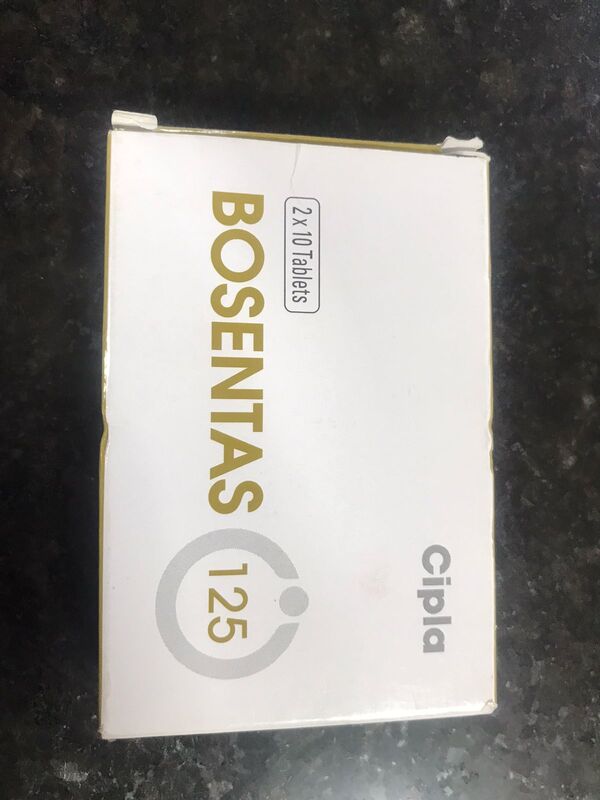 2 x 10 Tablets
BOSENTAS 125
Cipla